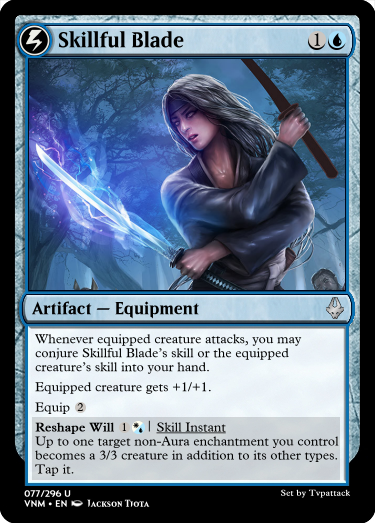 Skillful Blade 1
Artifact — Equipment
Whenever equipped creature attacks, you may
conjure Skillful Blade's skill or the equipped
creature's skill into your hand.
Equipped creature gets +1/+1.
Equip 2
Reshape Will 1 | Skill Instant
Up to one target non-Aura enchantment you control
becomes a 3/3 creature in addition to its other types.
Tap it.
077/296 U
Set by Tvpattack
VNM • EN Jackson Tjota